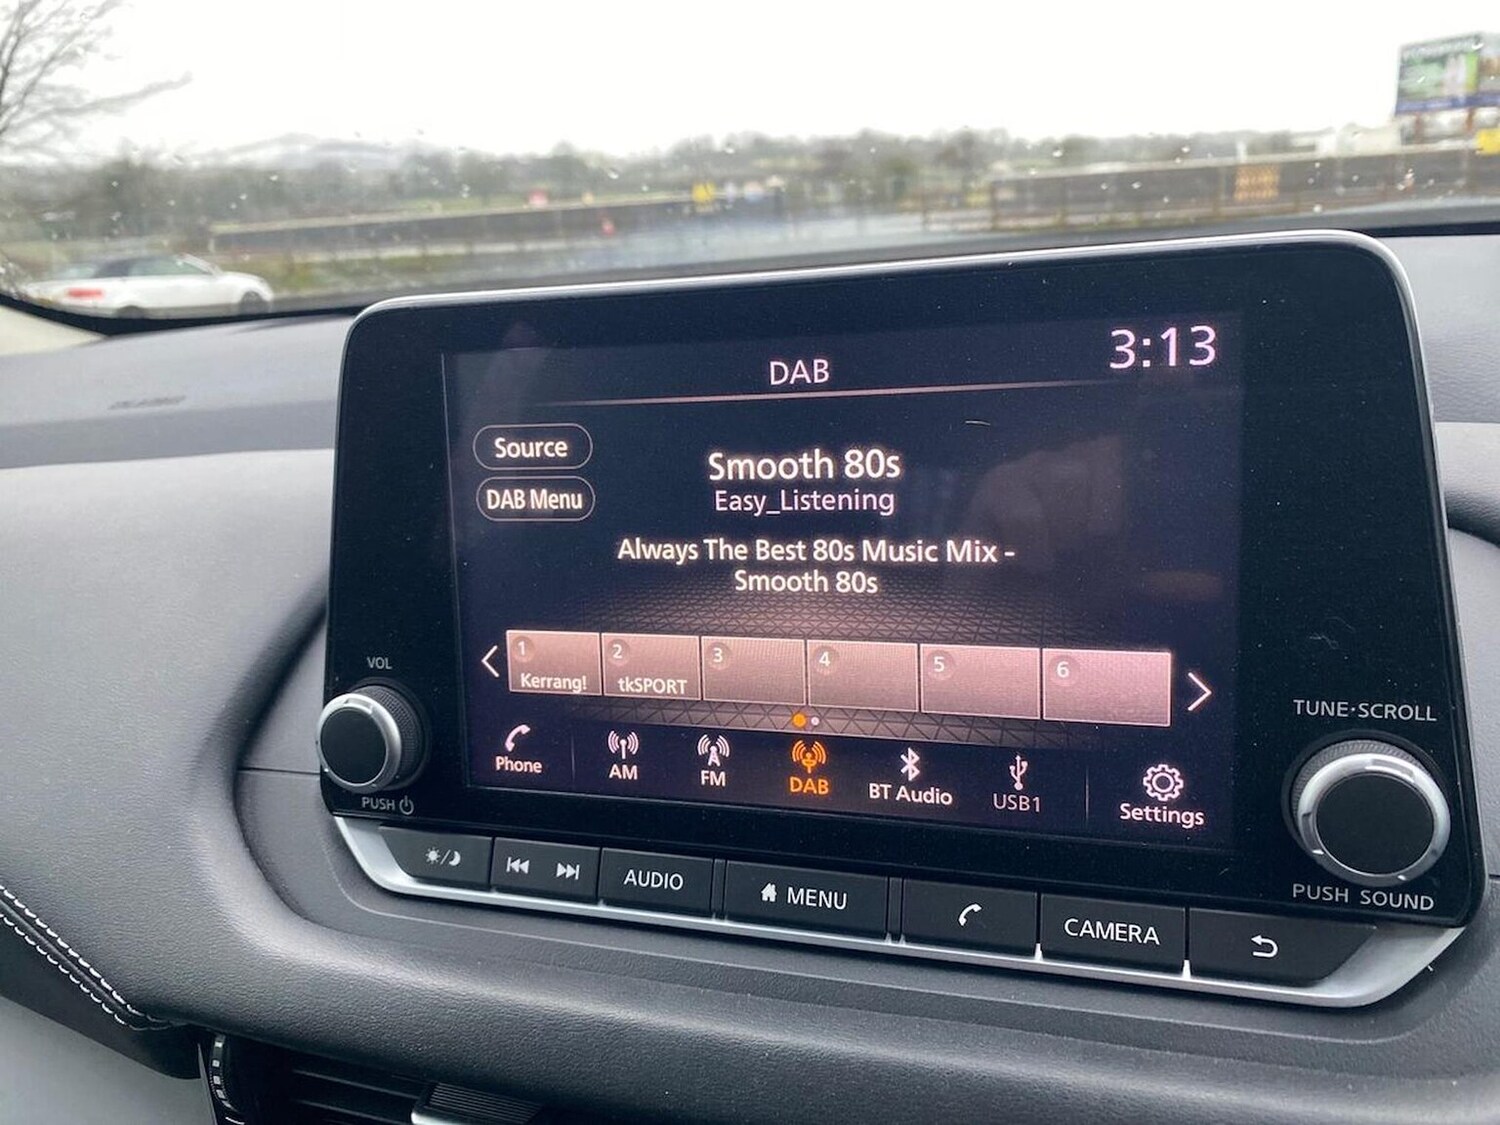 DAB
3:13
Source
DAB Menu
Smooth 80s
Easy_Listening
Always The Best 80s Music Mix -
Smooth 80s
1
Kerrang!
2
tkSPORT
3
4
5
6
Phone
AM
FM
DAB
BT Audio
USB1
Settings
VOL
PUSH
TUNE·SCROLL
PUSH SOUND
AUDIO
MENU
CAMERA